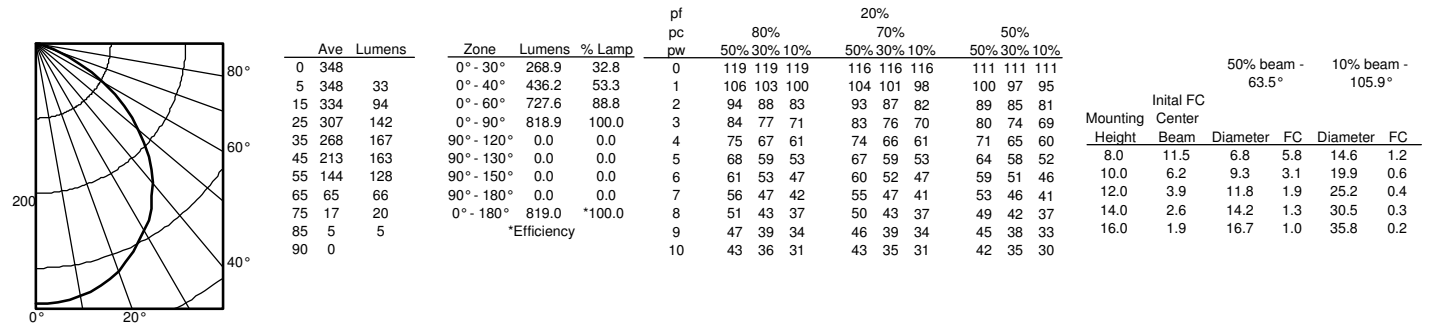 80°
60°
200
40°
0° 20°
Ave Lumens
0 348
5 348 33
15 334 94
25 307 142
35 268 167
45 213 163
55 144 128
65 65 66
75 17 20
85 5 5
90 0
Zone Lumens % Lamp
0° - 30° 268.9 32.8
0° - 40° 436.2 53.3
0° - 60° 727.6 88.8
0° - 90° 818.9 100.0
90° - 120° 0.0 0.0
90° - 130° 0.0 0.0
90° - 150° 0.0 0.0
90° - 180° 0.0 0.0
0° - 180° 819.0 *100.0
*Efficiency
pf 20%
pc 80% 70% 50%
pw 50% 30% 10% 50% 30% 10% 50% 30% 10%
0 119 119 119 116 116 116 111 111 111
1 106 103 100 104 101 98 100 97 95
2 94 88 83 93 87 82 89 85 81
3 84 77 71 83 76 70 80 74 69
4 75 67 61 74 66 61 71 65 60
5 68 59 53 67 59 53 64 58 52
6 61 53 47 60 52 47 59 51 46
7 56 47 42 55 47 41 53 46 41
8 51 43 37 50 43 37 49 42 37
9 47 39 34 46 39 34 45 38 33
10 43 36 31 43 35 31 42 35 30
50% beam - 10% beam -
63.5° 105.9°
Inital FC
Mounting Center
Height Beam Diameter FC Diameter FC
8.0 11.5 6.8 5.8 14.6 1.2
10.0 6.2 9.3 3.1 19.9 0.6
12.0 3.9 11.8 1.9 25.2 0.4
14.0 2.6 14.2 1.3 30.5 0.3
16.0 1.9 16.7 1.0 35.8 0.2